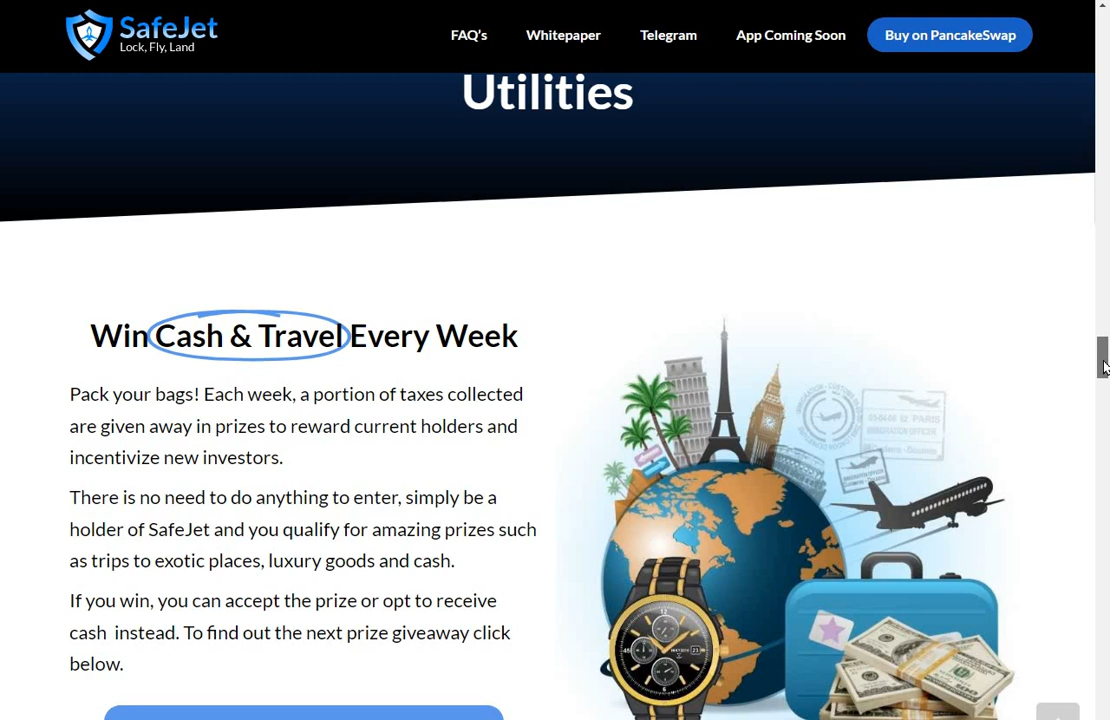 SafeJet
Lock, Fly, Land
FAQ's
Whitepaper
Telegram
App Coming Soon
Buy on PancakeSwap
Utilities
Win Cash & Travel Every Week
Pack your bags! Each week, a portion of taxes collected
are given away in prizes to reward current holders and
incentivize new investors.
There is no need to do anything to enter, simply be a
holder of SafeJet and you qualify for amazing prizes such
as trips to exotic places, luxury goods and cash.
If you win, you can accept the prize or opt to receive
cash instead. To find out the next prize giveaway click
below.
PARIS
IMMIGRATION OFFICER